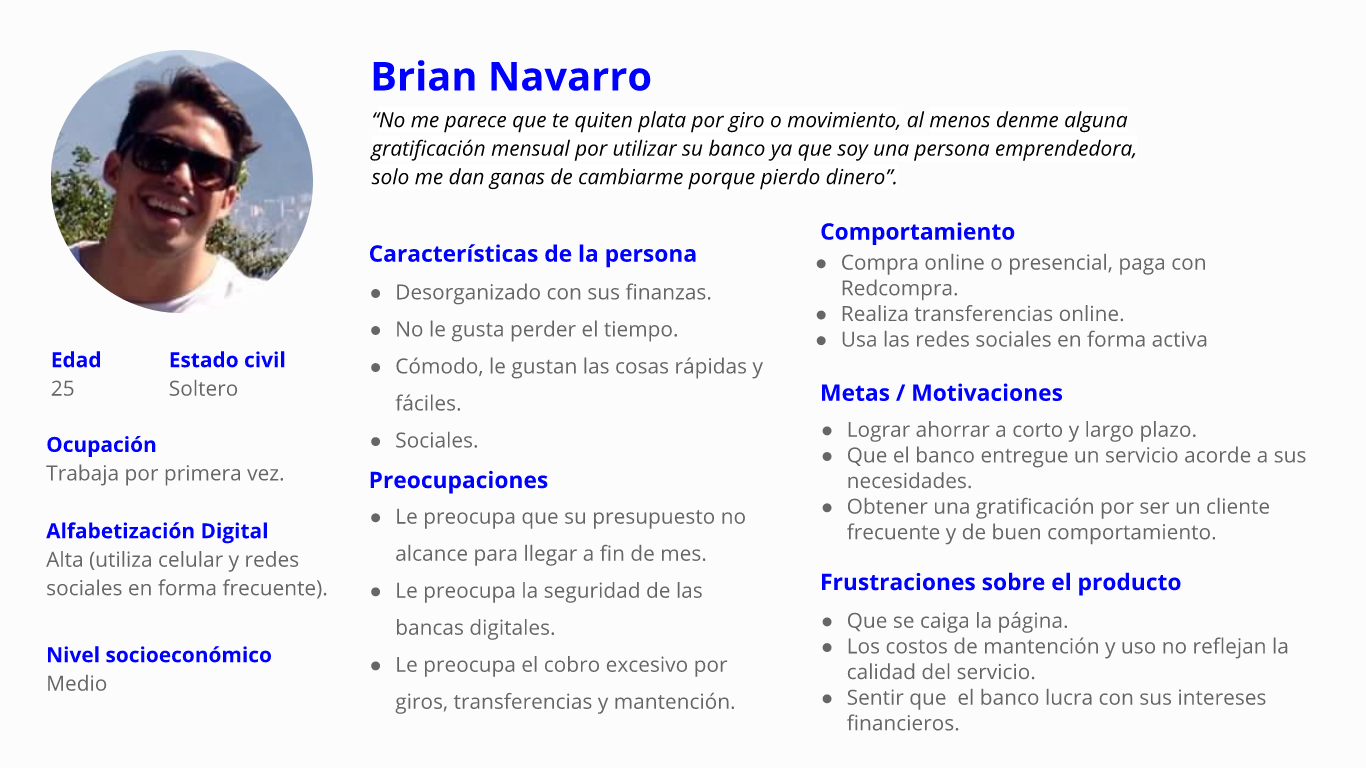 Brian Navarro
“No me parece que te quiten plata por giro o movimiento, al menos denme alguna
gratificación mensual por utilizar su banco ya que soy una persona emprendedora,
solo me dan ganas de cambiarme porque pierdo dinero”.
Edad
25
Estado civil
Soltero
Ocupación
Trabaja por primera vez.
Alfabetización Digital
Alta (utiliza celular y redes
sociales en forma frecuente).
Nivel socioeconómico
Medio
Características de la persona
● Desorganizado con sus finanzas.
● No le gusta perder el tiempo.
● Cómodo, le gustan las cosas rápidas y
fáciles.
● Sociales.
Preocupaciones
● Le preocupa que su presupuesto no
alcance para llegar a fin de mes.
● Le preocupa la seguridad de las
bancas digitales.
● Le preocupa el cobro excesivo por
giros, transferencias y mantención.
Comportamiento
● Compra online o presencial, paga con
Redcompra.
● Realiza transferencias online.
● Usa las redes sociales en forma activa
Metas / Motivaciones
● Lograr ahorrar a corto y largo plazo.
● Que el banco entregue un servicio acorde a sus
necesidades.
● Obtener una gratificación por ser un cliente
frecuente y de buen comportamiento.
Frustraciones sobre el producto
● Que se caiga la página.
● Los costos de mantención y uso no reflejan la
calidad del servicio.
● Sentir que  el banco lucra con sus intereses
financieros.